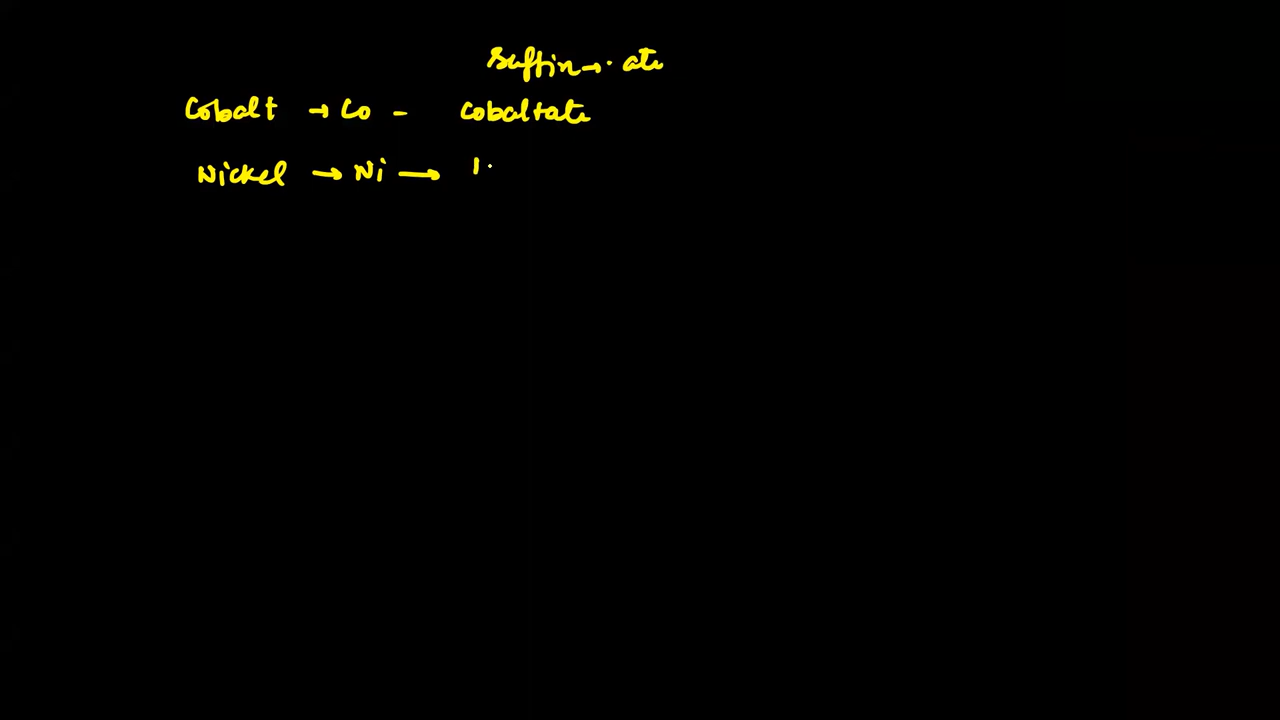 Suffix → ate
Cobalt → Co - Cobaltate
Nickel → Ni →